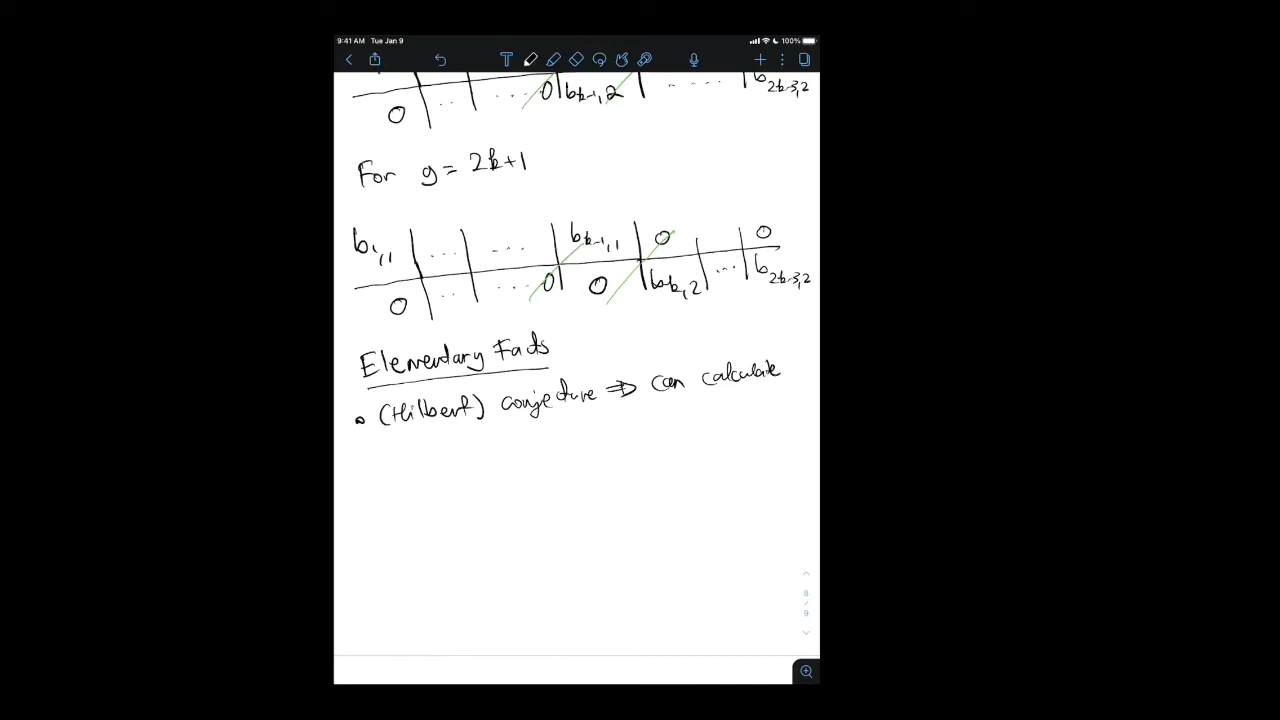 9:41 AM Tue Jan 9
100%
0 b_{k-1,2} ..... b_{2k-3,2}
0 .. ...
For g = 2k+1
b_{1,1} ... ... b_{k-1,1} 0 0
0 .. ... 0 0 b_{k,2} ... b_{2k-3,2}
Elementary Facts
(Hilbert) conjecture ⇒ can calculate
8
/
9